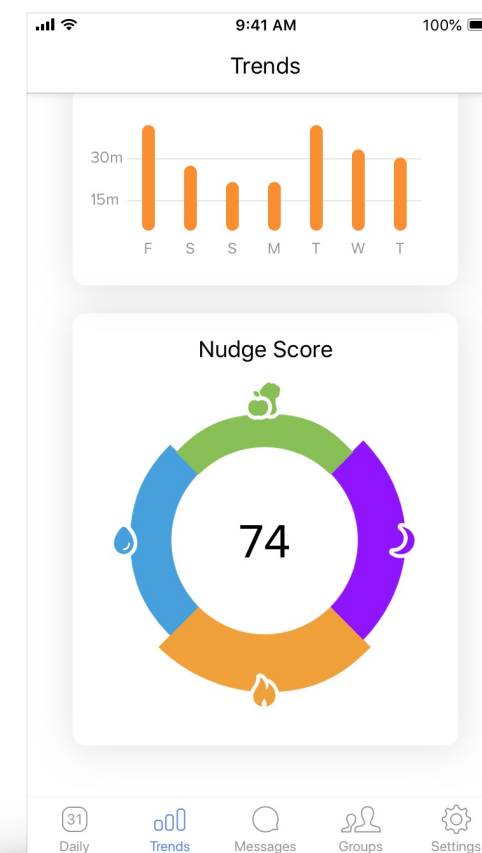 9:41 AM 100%
Trends
30m
15m
F S S M T W T
Nudge Score
74
31
Daily Trends Messages Groups Settings